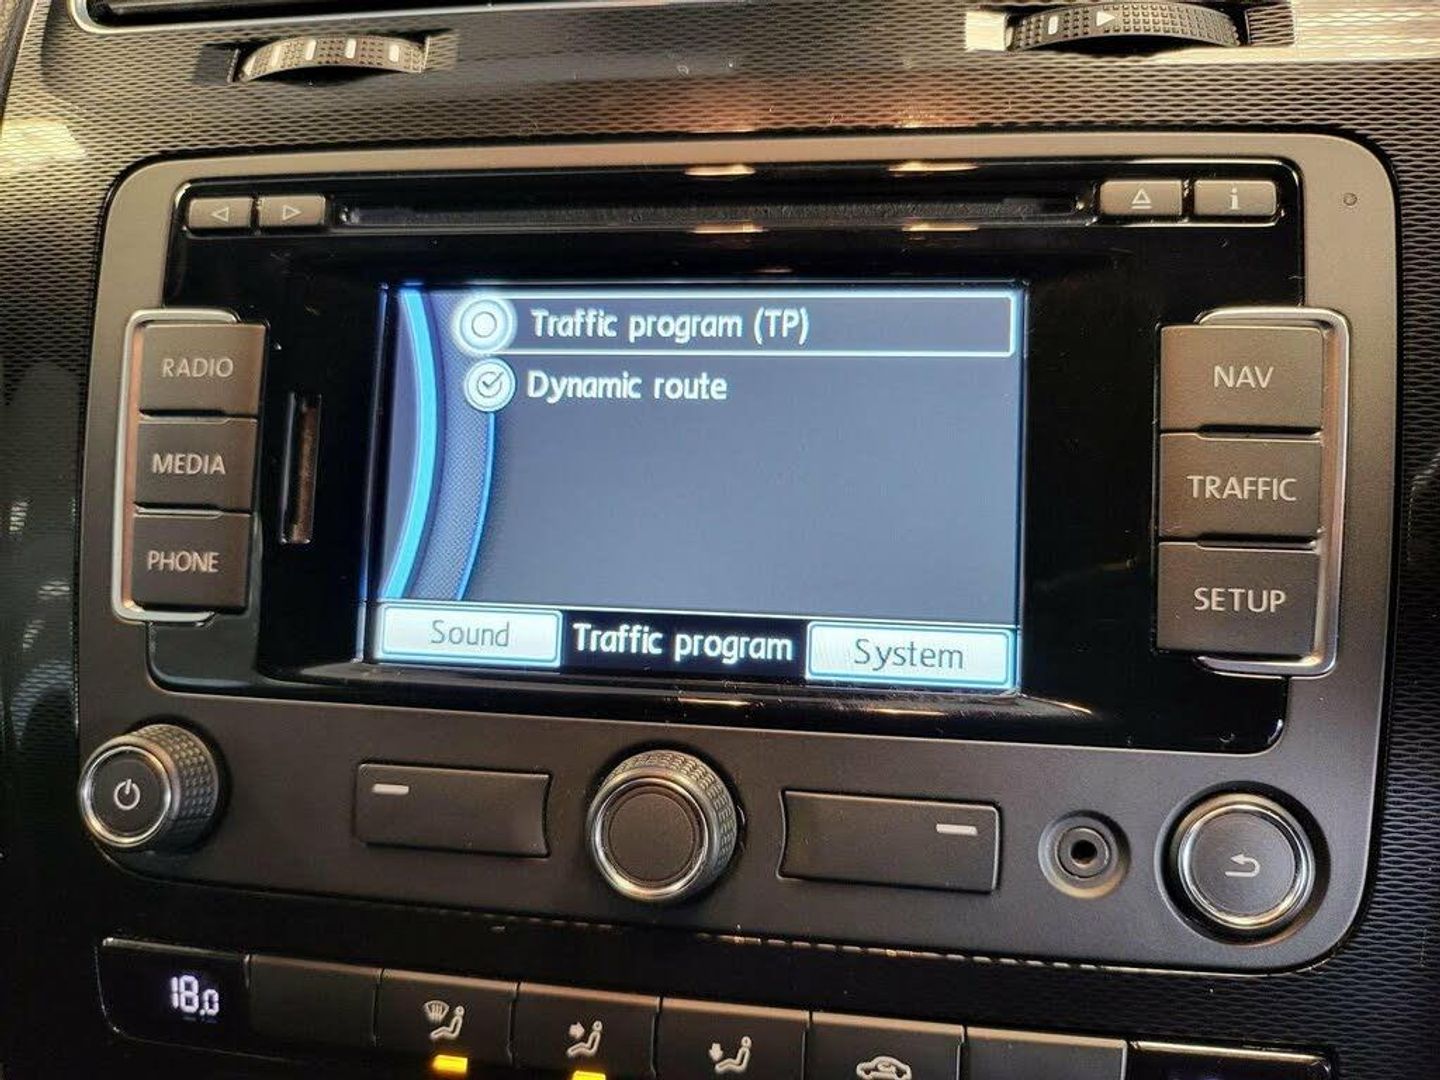 i
Traffic program (TP)
Dynamic route
RADIO
MEDIA
PHONE
NAV
TRAFFIC
SETUP
Sound
Traffic program
System
18.0